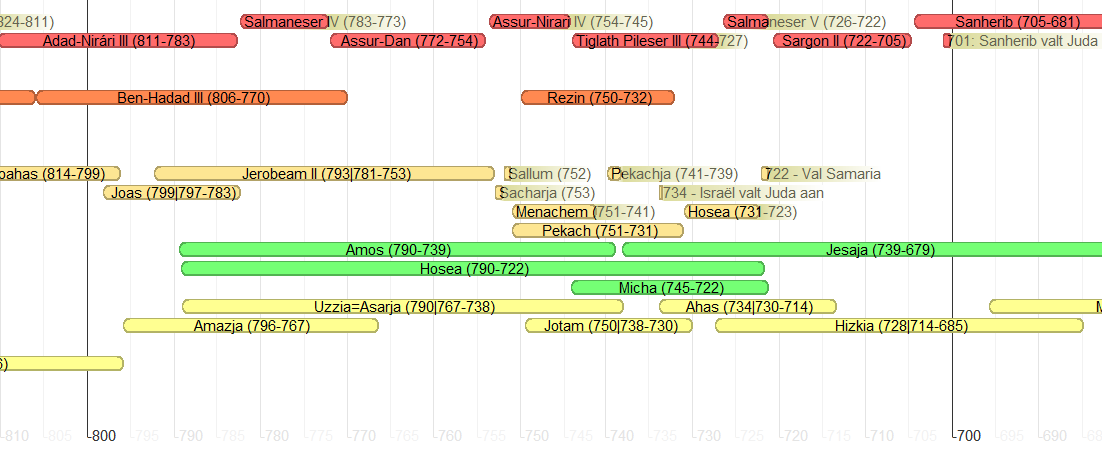 824-811) Salmaneser IV (783-773) Assur-Nirari IV (754-745) Salmaneser V (726-722) Sanherib (705-681)
Adad-Nirári III (811-783) Assur-Dan (772-754) Tiglath Pileser III (744-727) Sargon II (722-705) 701: Sanherib valt Juda
Ben-Hadad III (806-770) Rezin (750-732)
oahas (814-799) Jerobeam II (793|781-753) Sallum (752) Pekachja (741-739) 722 - Val Samaria
Joas (799|797-783) Sacharja (753) 734 - Israël valt Juda aan
Menachem (751-741) Hosea (731-723)
Pekach (751-731)
Amos (790-739) Jesaja (739-679)
Hosea (790-722)
Micha (745-722)
Uzzia=Asarja (790|767-738) Ahas (734|730-714)
Amazja (796-767) Jotam (750|738-730) Hizkia (728|714-685)
-810 -805 -800 -795 -790 -785 -780 -775 -770 -765 -760 -755 -750 -745 -740 -735 -730 -725 -720 -715 -710 -705 -700 -695 -690